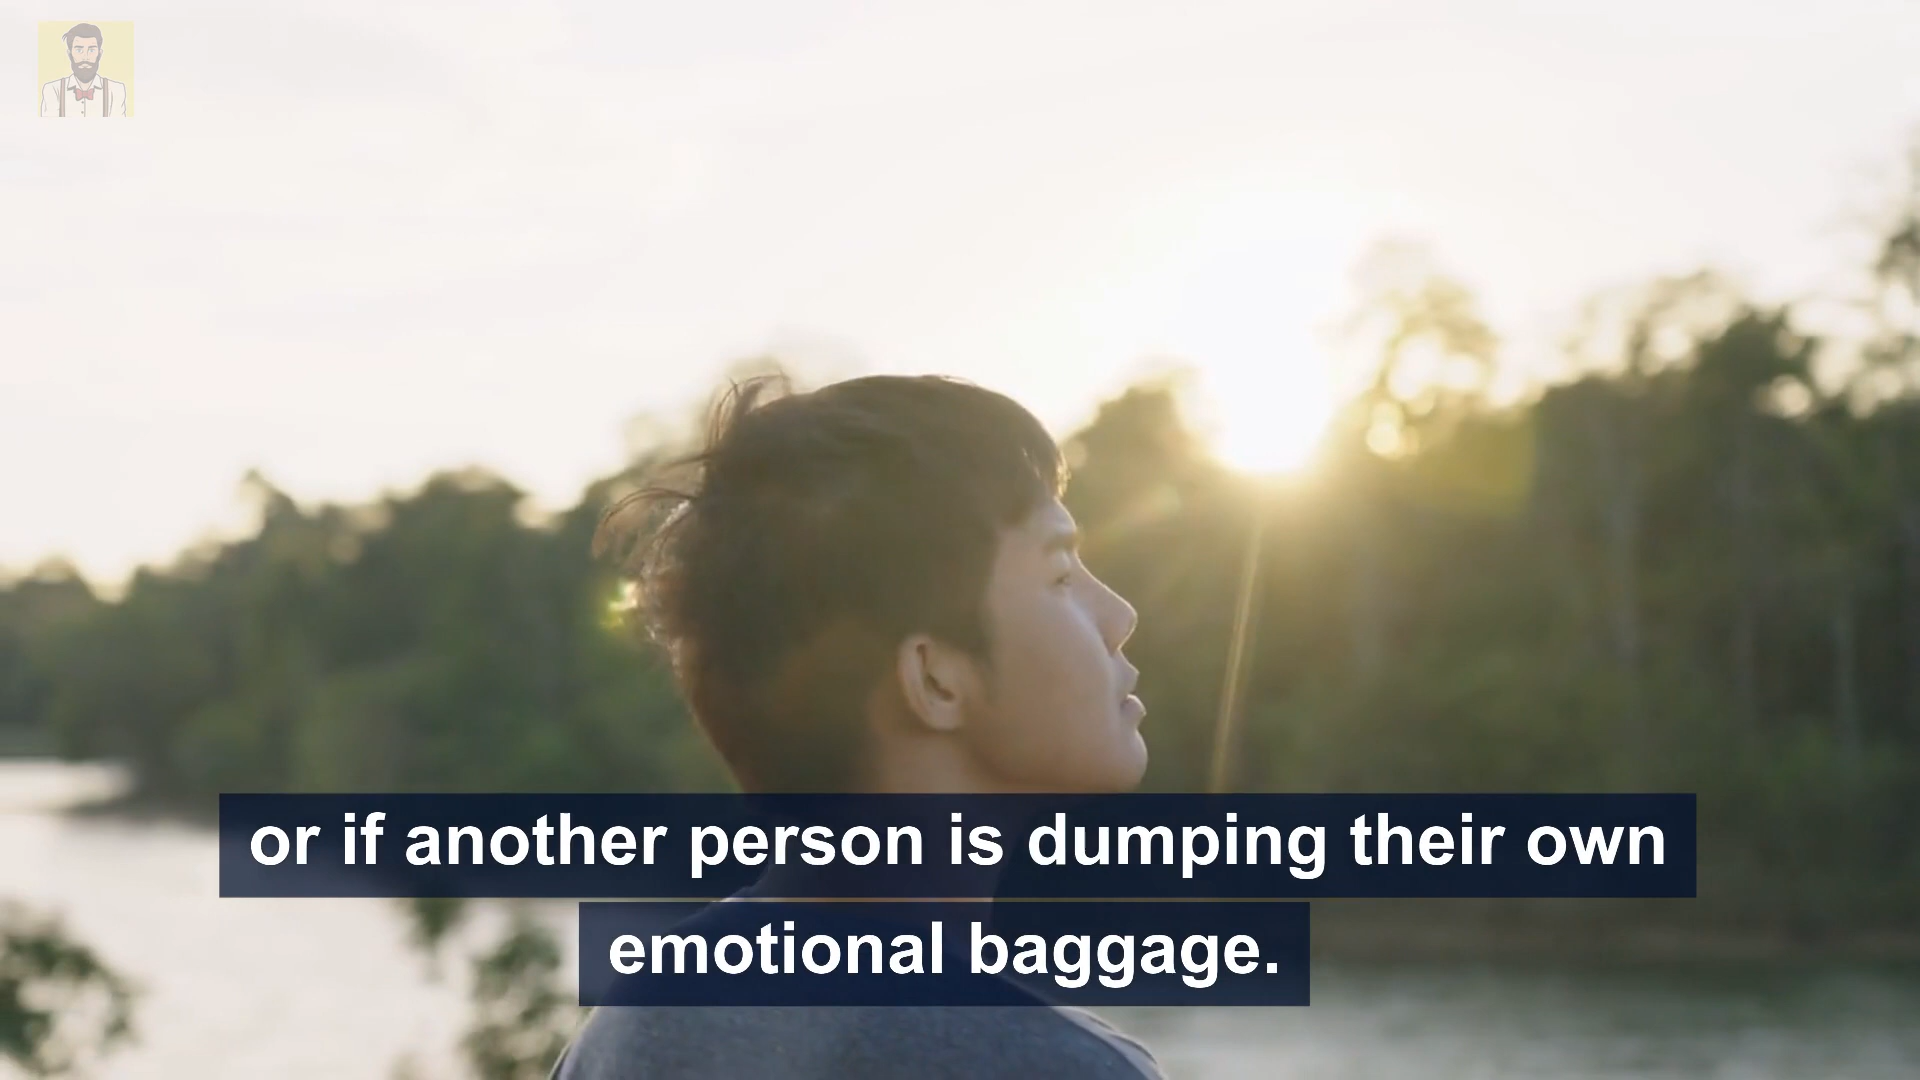 or if another person is dumping their own
emotional baggage.